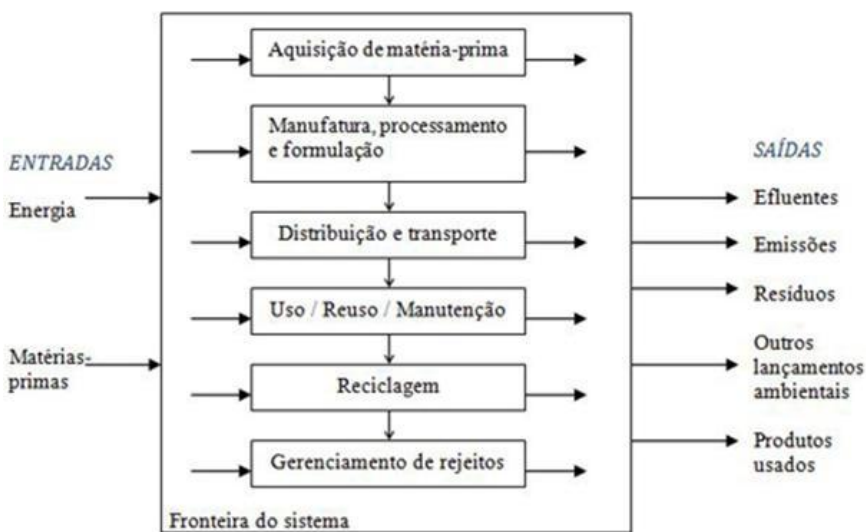 ENTRADAS
Energia
Matérias-
primas
Aquisição de matéria-prima
Manufatura, processamento
e formulação
Distribuição e transporte
Uso / Reuso / Manutenção
Reciclagem
Gerenciamento de rejeitos
Fronteira do sistema
SAÍDAS
Efluentes
Emissões
Resíduos
Outros
lançamentos
ambientais
Produtos
usados